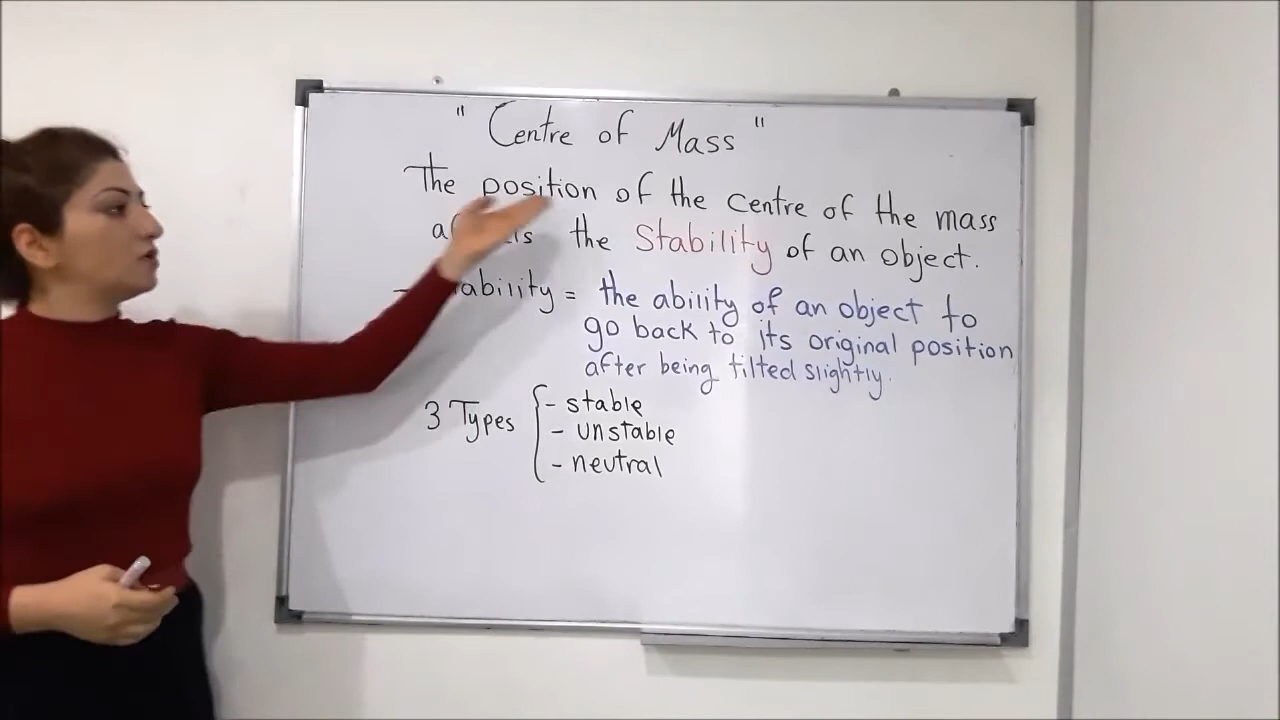 " Centre of Mass "
The position of the centre of the mass
the Stability of an object.
= the ability of an object to
go back to its original position
after being tilted slightly.
3 Types { - stable
- unstable
- neutral